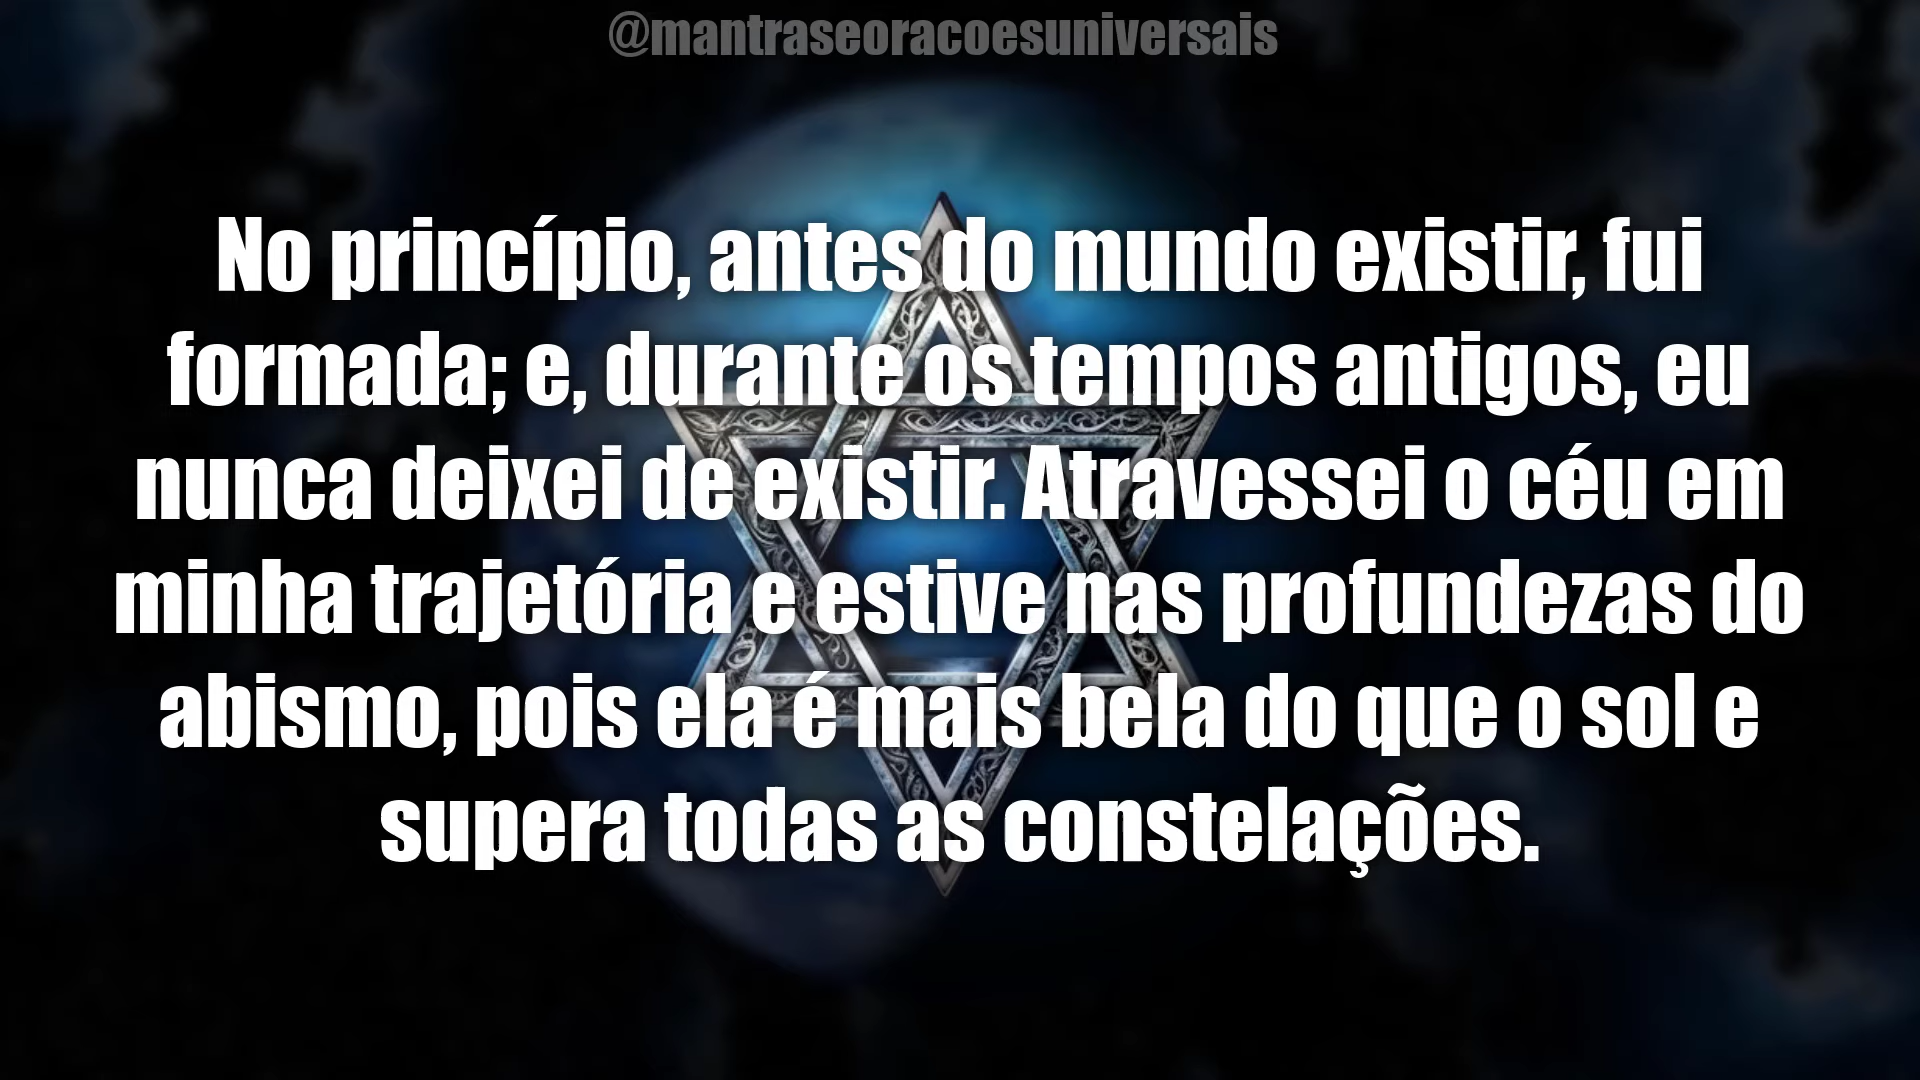 @mantraseoracoesuniversais
No princípio, antes do mundo existir, fui
formada; e, durante os tempos antigos, eu
nunca deixei de existir. Atravessei o céu em
minha trajetória e estive nas profundezas do
abismo, pois ela é mais bela do que o sol e
supera todas as constelações.